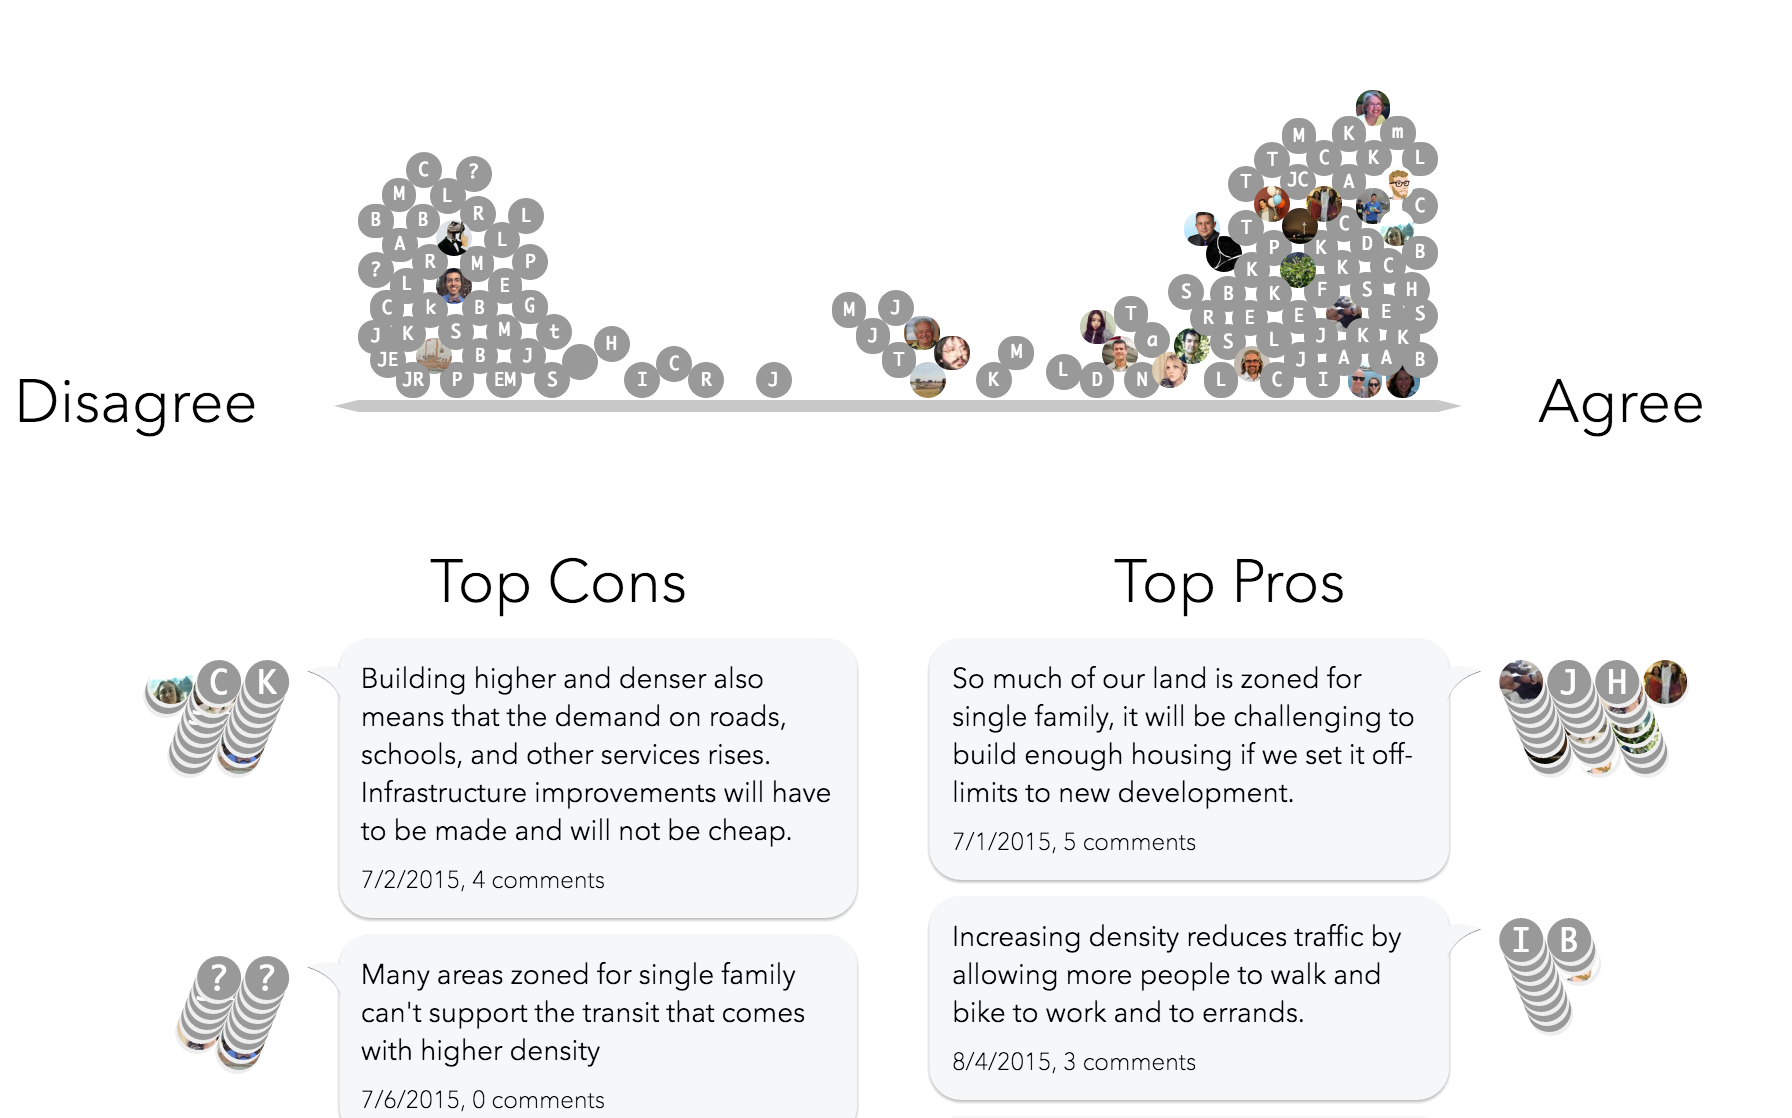 Disagree
Agree
C ?
M L
B B R L
A L
? R M P
L E
C k B G
J K S M t
JE B J H
JR P EM S I C R J
M J
J
T
K M
L D N
T
a
M K m
T C K L
T JC A
C
T C
P K D B
K K C
S B K F S H
R E E E S
S L J K K
J A A B
L C I
Top Cons
Top Pros
C K
Building higher and denser also
means that the demand on roads,
schools, and other services rises.
Infrastructure improvements will have
to be made and will not be cheap.
7/2/2015, 4 comments
? ?
Many areas zoned for single family
can't support the transit that comes
with higher density
7/6/2015, 0 comments
So much of our land is zoned for
single family, it will be challenging to
build enough housing if we set it off-
limits to new development.
7/1/2015, 5 comments
J H
Increasing density reduces traffic by
allowing more people to walk and
bike to work and to errands.
8/4/2015, 3 comments
I B